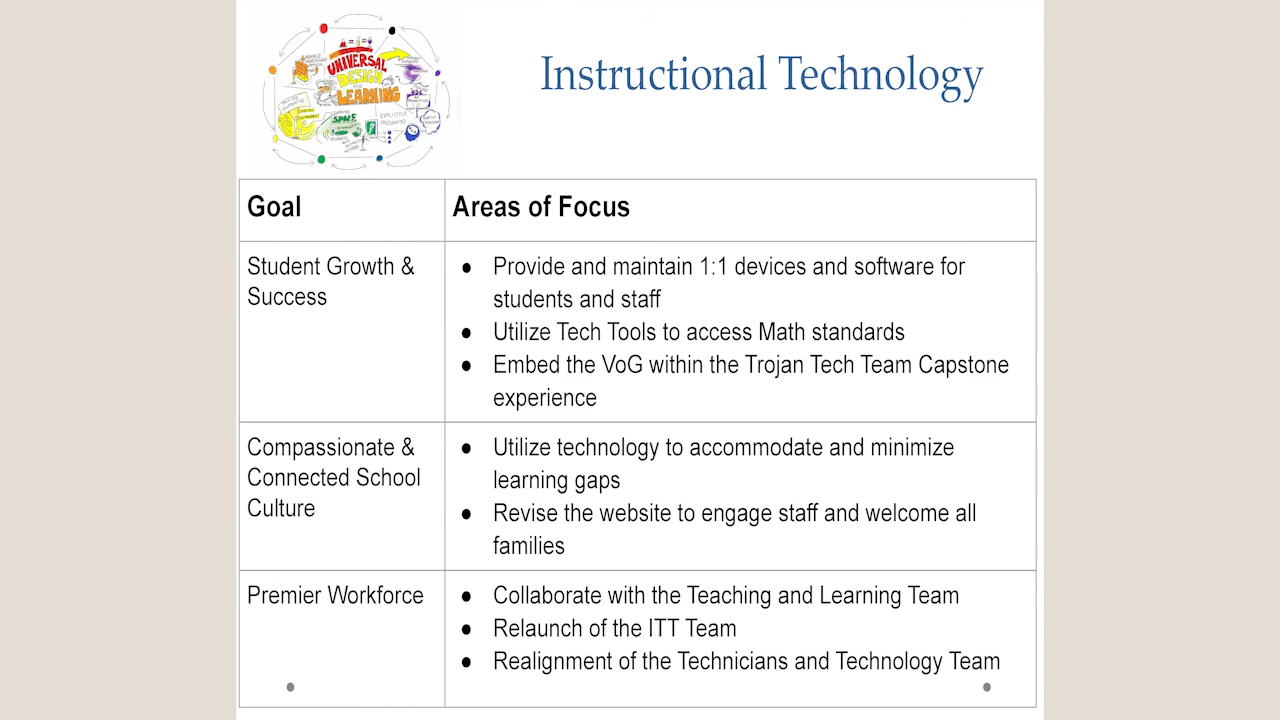 UNIVERSAL
DESIGN
FOR
LEARNING
EXPLICITLY
PRESENTED
SPACE
Instructional Technology
Goal
Areas of Focus
Student Growth &
Success
● Provide and maintain 1:1 devices and software for
students and staff
● Utilize Tech Tools to access Math standards
● Embed the VoG within the Trojan Tech Team Capstone
experience
Compassionate &
Connected School
Culture
● Utilize technology to accommodate and minimize
learning gaps
● Revise the website to engage staff and welcome all
families
Premier Workforce
● Collaborate with the Teaching and Learning Team
● Relaunch of the ITT Team
● Realignment of the Technicians and Technology Team